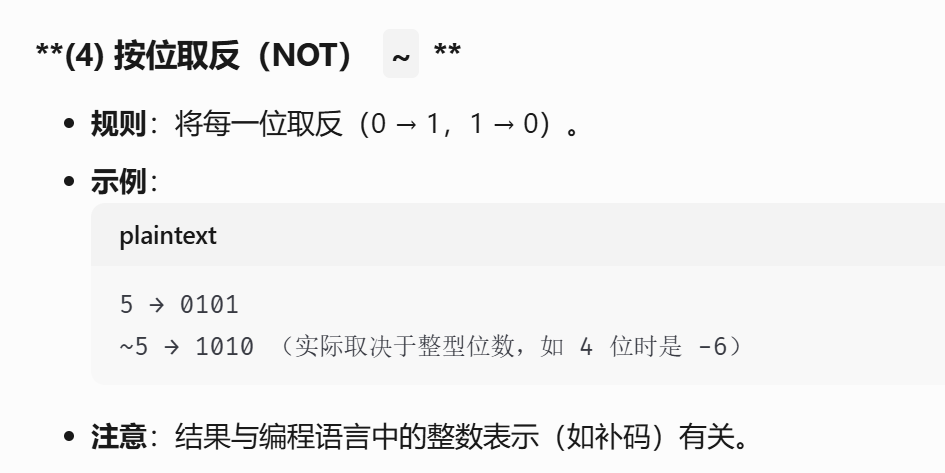 **(4) 按位取反（NOT） ~ **
• 规则：将每一位取反（0 → 1，1 → 0）。
• 示例：
plaintext
5 → 0101
~5 → 1010 （实际取决于整型位数，如 4 位时是 -6）
• 注意：结果与编程语言中的整数表示（如补码）有关。